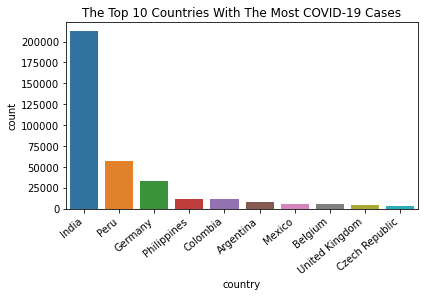 The Top 10 Countries With The Most COVID-19 Cases
count
200000
175000
150000
125000
100000
75000
50000
25000
0
India
Peru
Germany
Philippines
Colombia
Argentina
Mexico
Belgium
United Kingdom
Czech Republic
country